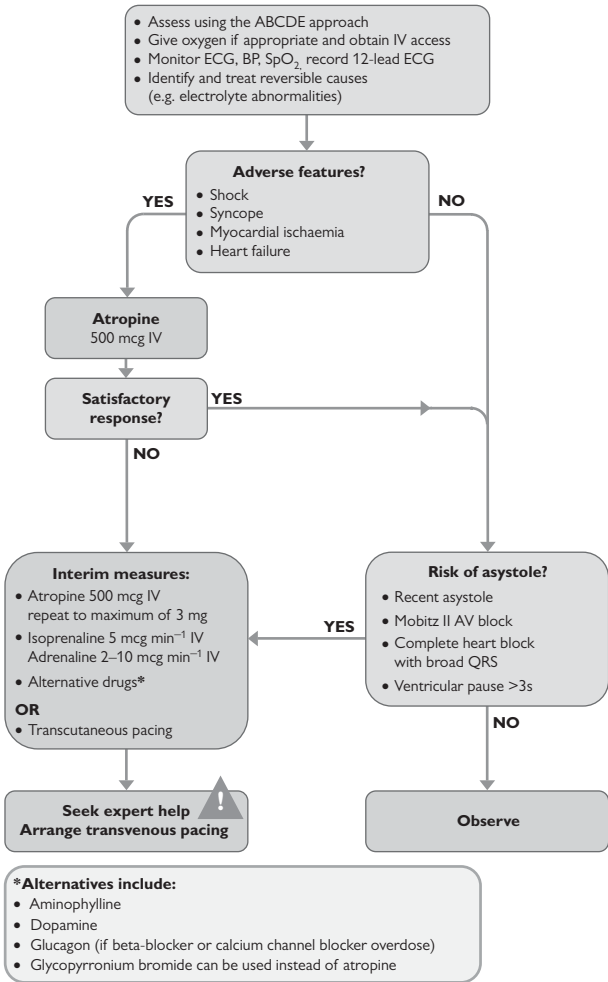 • Assess using the ABCDE approach
• Give oxygen if appropriate and obtain IV access
• Monitor ECG, BP, SpO₂, record 12-lead ECG
• Identify and treat reversible causes
(e.g. electrolyte abnormalities)
Adverse features?
• Shock
• Syncope
• Myocardial ischaemia
• Heart failure
YES
NO
Atropine
500 mcg IV
Satisfactory
response?
YES
NO
Interim measures:
• Atropine 500 mcg IV
repeat to maximum of 3 mg
• Isoprenaline 5 mcg min⁻¹ IV
Adrenaline 2–10 mcg min⁻¹ IV
• Alternative drugs*
OR
• Transcutaneous pacing
YES
Risk of asystole?
• Recent asystole
• Mobitz II AV block
• Complete heart block
with broad QRS
• Ventricular pause >3s
NO
Seek expert help
Arrange transvenous pacing
!
Observe
*Alternatives include:
• Aminophylline
• Dopamine
• Glucagon (if beta-blocker or calcium channel blocker overdose)
• Glycopyrronium bromide can be used instead of atropine